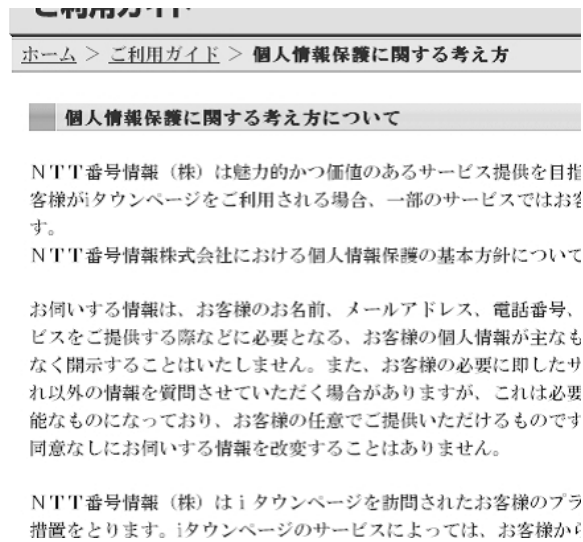 ご利用ガイド
ホーム > ご利用ガイド > 個人情報保護に関する考え方
個人情報保護に関する考え方について
NTT番号情報（株）は魅力的かつ価値のあるサービス提供を目指
客様がiタウンページをご利用される場合、一部のサービスではお客
す。
NTT番号情報株式会社における個人情報保護の基本方針について
お伺いする情報は、お客様のお名前、メールアドレス、電話番号、
ビスをご提供する際などに必要となる、お客様の個人情報が主なも
なく開示することはいたしません。また、お客様の必要に即したサ
れ以外の情報を質問させていただく場合がありますが、これは必要
能なものになっており、お客様の任意でご提供いただけるものです
同意なしにお伺いする情報を改変することはありません。
NTT番号情報（株）はｉタウンページを訪問されたお客様のプラ
措置をとります。iタウンページのサービスによっては、お客様から